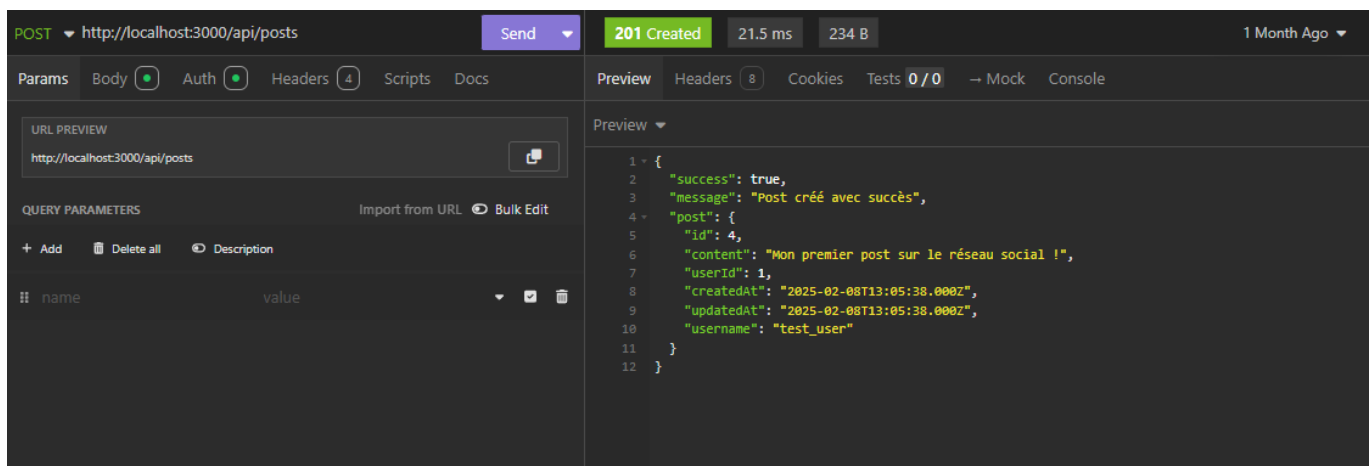 POST http://localhost:3000/api/posts Send
Params Body Auth Headers 4 Scripts Docs
URL PREVIEW
http://localhost:3000/api/posts
QUERY PARAMETERS Import from URL Bulk Edit
+ Add Delete all Description
name value
201 Created 21.5 ms 234 B 1 Month Ago
Preview Headers 8 Cookies Tests 0 / 0 → Mock Console
Preview
1 {
2 "success": true,
3 "message": "Post créé avec succès",
4 "post": {
5 "id": 4,
6 "content": "Mon premier post sur le réseau social !",
7 "userId": 1,
8 "createdAt": "2025-02-08T13:05:38.000Z",
9 "updatedAt": "2025-02-08T13:05:38.000Z",
10 "username": "test_user"
11 }
12 }